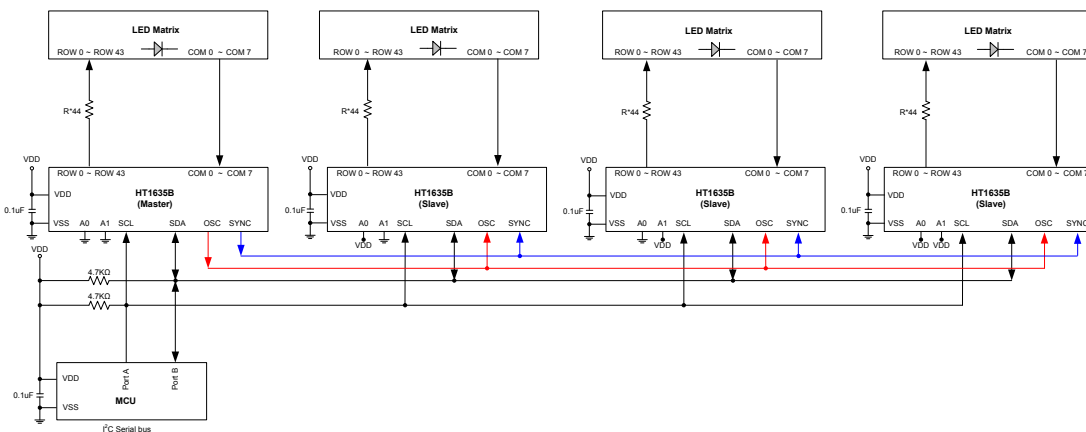 LED Matrix
ROW 0 ~ ROW 43 COM 0 ~ COM 7
LED Matrix
ROW 0 ~ ROW 43 COM 0 ~ COM 7
LED Matrix
ROW 0 ~ ROW 43 COM 0 ~ COM 7
LED Matrix
ROW 0 ~ ROW 43 COM 0 ~ COM 7
R*44
R*44
R*44
R*44
VDD
ROW 0 ~ ROW 43 COM 0 ~ COM 7
VDD
HT1635B
(Master)
0.1uF
VSS A0 A1 SCL SDA OSC SYNC
VDD
ROW 0 ~ ROW 43 COM 0 ~ COM 7
VDD
HT1635B
(Slave)
0.1uF
VSS A0 A1 SCL SDA OSC SYNC
VDD
VDD
ROW 0 ~ ROW 43 COM 0 ~ COM 7
VDD
HT1635B
(Slave)
0.1uF
VSS A0 A1 SCL SDA OSC SYNC
VDD
VDD
ROW 0 ~ ROW 43 COM 0 ~ COM 7
VDD
HT1635B
(Slave)
0.1uF
VSS A0 A1 SCL SDA OSC SYNC
VDD VDD
VDD
4.7KΩ
4.7KΩ
Port A
Port B
VDD
0.1uF
MCU
VSS
I²C Serial bus